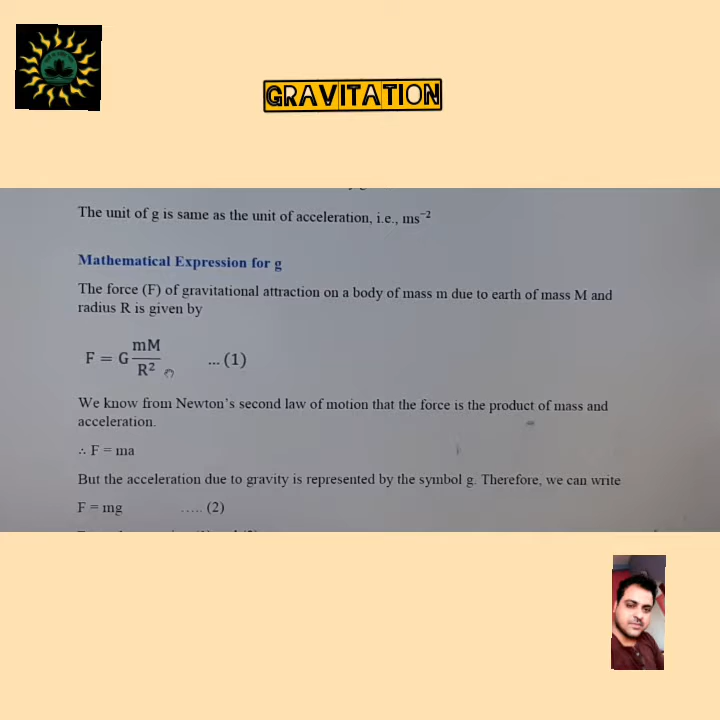 GRAVITATION
The unit of g is same as the unit of acceleration, i.e., ms⁻²
Mathematical Expression for g
The force (F) of gravitational attraction on a body of mass m due to earth of mass M and
radius R is given by
F = G mM/R² ... (1)
We know from Newton's second law of motion that the force is the product of mass and
acceleration.
∴ F = ma
But the acceleration due to gravity is represented by the symbol g. Therefore, we can write
F = mg ..... (2)